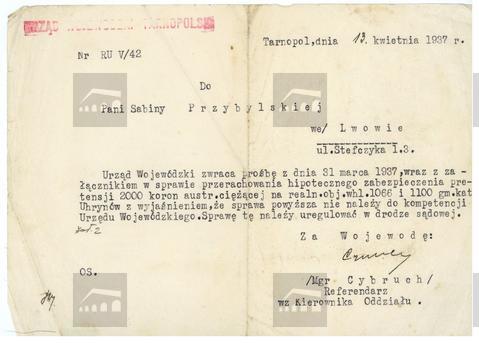 URZĄD WOJEWÓDZKI TARNOPOLSKI
Tarnopol, dnia 13. kwietnia 1937 r.
Nr RU V/42
Do
Pani Sabiny Przybylskiej
we/ Lwowie
ul.Stefczyka 1.3.
Urząd Wojewódzki zwraca prośbę z dnia 31 marca 1937, wraz z za-
łącznikiem w sprawie przerachowania hipotecznego zabezpieczenia pre-
tensji 2000 koron austr.ciężącej na realn.obj.whl.1066 i 1100 gm.kat
Uhrynów z wyjaśnieniem, że sprawa powyższa nie należy do kompetencji
Urzędu Wojewódzkiego.Sprawę tę należy uregulować w drodze sądowej.
Za Wojewodę:
OS.
/Mgr Cybruch/
Referendarz
wz Kierownika Oddziału .